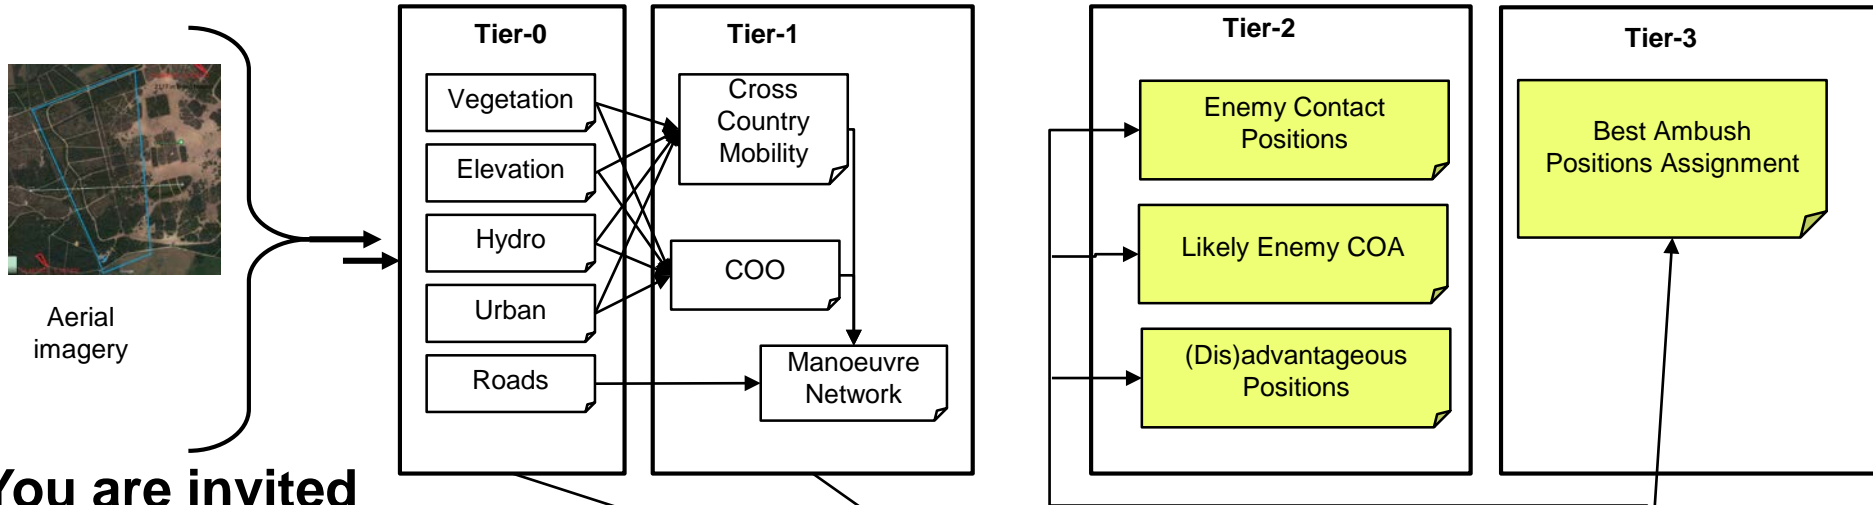 Tier-0
Tier-1
Tier-2
Tier-3
Vegetation
Elevation
Hydro
Urban
Roads
Cross
Country
Mobility
COO
Manoeuvre
Network
Enemy Contact
Positions
Likely Enemy COA
(Dis)advantageous
Positions
Best Ambush
Positions Assignment
Aerial
imagery
You are invited